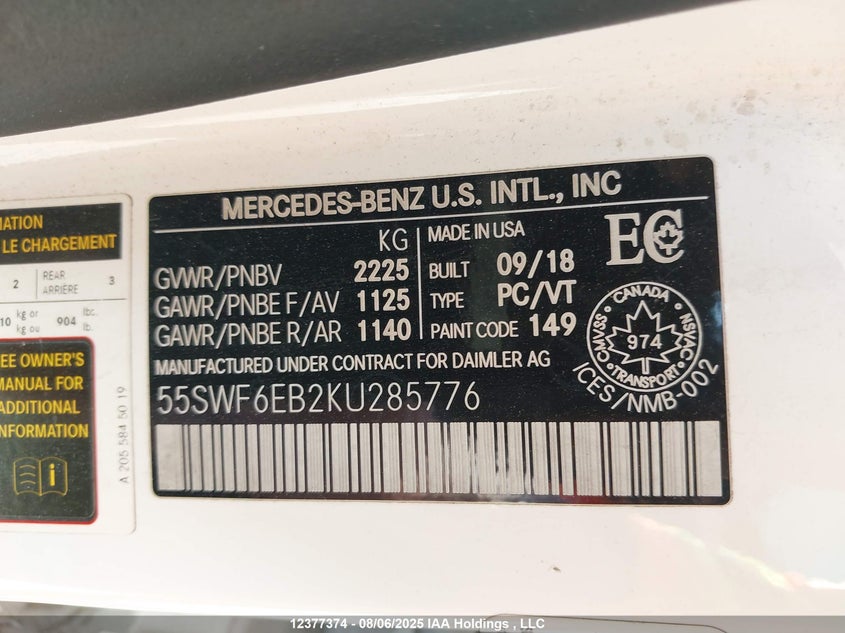 MATION
LE CHARGEMENT
2 REAR ARRIÈRE 3
10 kg or kg ou 904 lbs. lb.
EE OWNER'S
MANUAL FOR
ADDITIONAL
INFORMATION
A 205 584 50 19
MERCEDES-BENZ U.S. INTL., INC
KG
GVWR/PNBV 2225
GAWR/PNBE F/AV 1125
GAWR/PNBE R/AR 1140
MADE IN USA
BUILT 09/18
TYPE PC/VT
PAINT CODE 149
EC
CANADA
CMVSS NSVAC
974
TRANSPORT
ICES/NMB-002
MANUFACTURED UNDER CONTRACT FOR DAIMLER AG
55SWF6EB2KU285776
12377374 - 08/06/2025 IAA Holdings , LLC